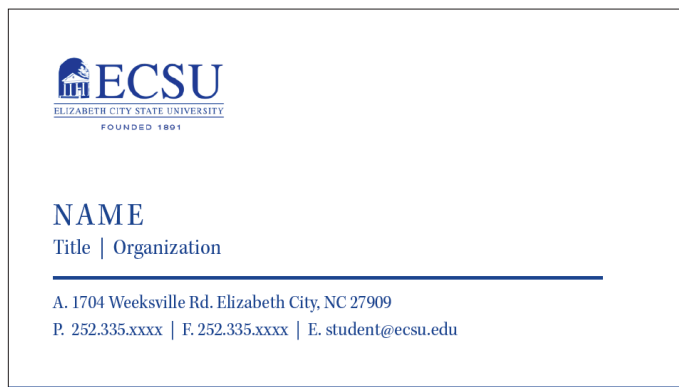 ECSU
ELIZABETH CITY STATE UNIVERSITY
FOUNDED 1891
NAME
Title | Organization
A. 1704 Weeksville Rd. Elizabeth City, NC 27909
P. 252.335.xxxx | F. 252.335.xxxx | E. student@ecsu.edu